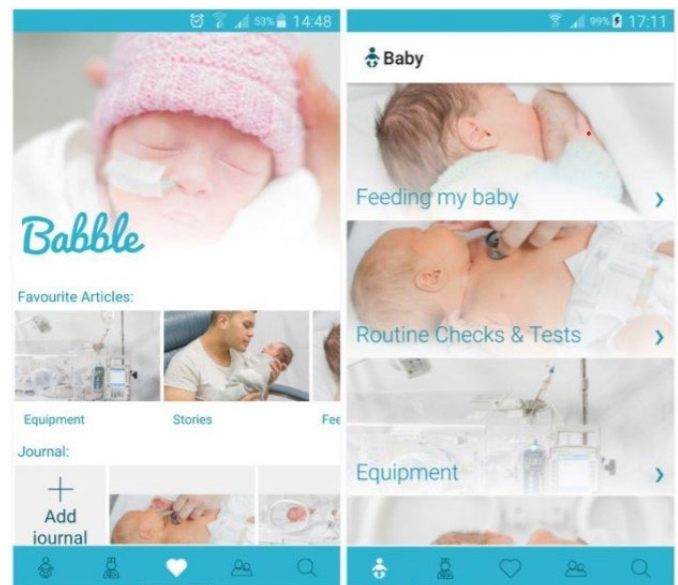 53% 14:48
Babble
Favourite Articles:
Equipment
Stories
Fee
Journal:
Add
journal
99% 17:11
Baby
Feeding my baby
Routine Checks & Tests
Equipment